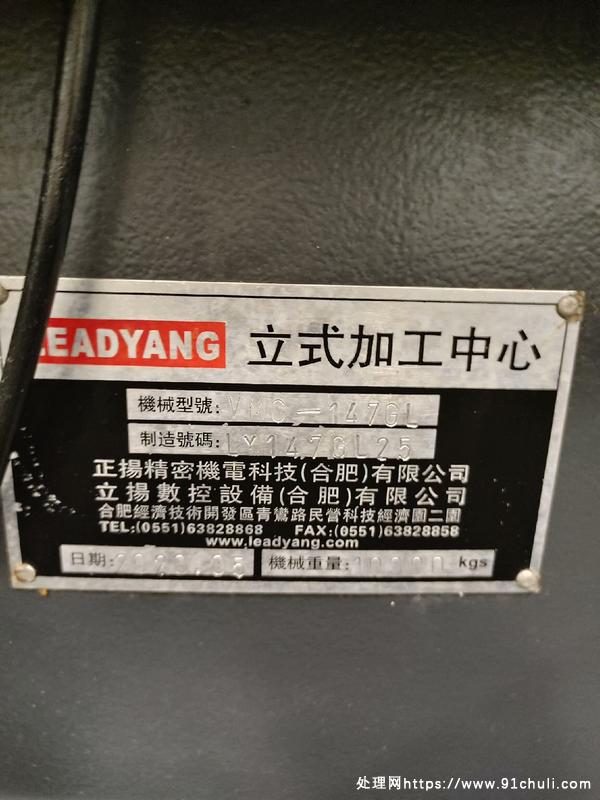 LEADYANG 立式加工中心
機械型號: VMC-147GL
制造號碼: LY147GL25
正揚精密機電科技(合肥)有限公司
立揚數控設備(合肥)有限公司
合肥經濟技術開發區青鸞路民營科技經濟園二園
TEL:(0551)63828868 FAX:(0551)63828858
www.leadyang.com
日期: 機械重量: kgs
处理网https://www.91chuli.com